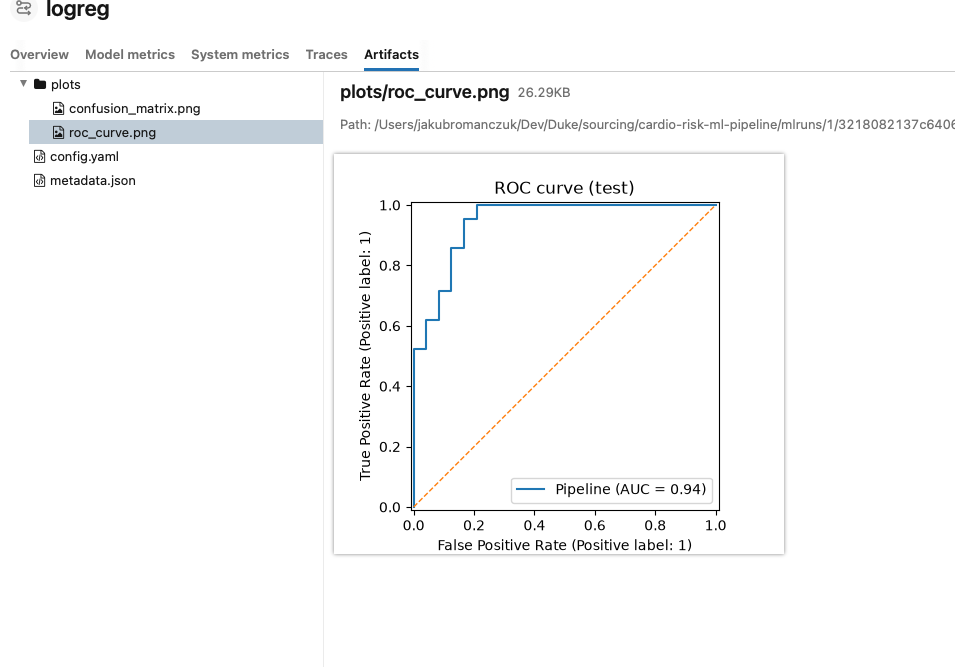 logreg
Overview Model metrics System metrics Traces Artifacts
plots
confusion_matrix.png
roc_curve.png
config.yaml
metadata.json
plots/roc_curve.png 26.29KB
Path: /Users/jakubromanczuk/Dev/Duke/sourcing/cardio-risk-ml-pipeline/mlruns/1/3218082137c6406
ROC curve (test)
True Positive Rate (Positive label: 1)
1.0
0.8
0.6
0.4
0.2
0.0
Pipeline (AUC = 0.94)
0.0 0.2 0.4 0.6 0.8 1.0
False Positive Rate (Positive label: 1)